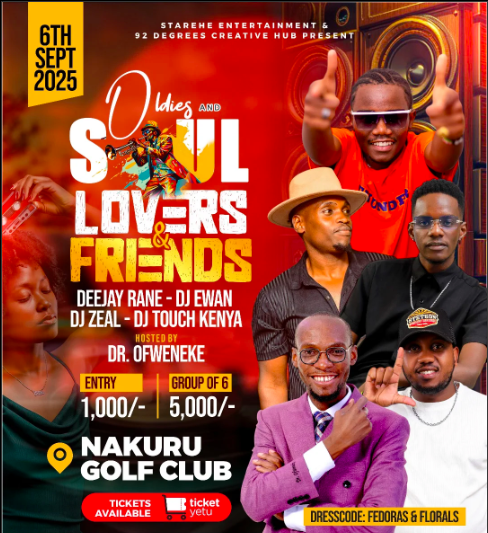 6TH
SEPT
2025
STAREHE ENTERTAINMENT &
92 DEGREES CREATIVE HUB PRESENT
Oldies AND
SOUL
LOVERS
&
FRIENDS
DEEJAY RANE - DJ EWAN
DJ ZEAL - DJ TOUCH KENYA
HOSTED BY
DR. OFWENEKE
ENTRY
1,000/-
GROUP OF 6
5,000/-
NAKURU
GOLF CLUB
TICKETS
AVAILABLE
ticket
yetu
DRESSCODE: FEDORAS & FLORALS